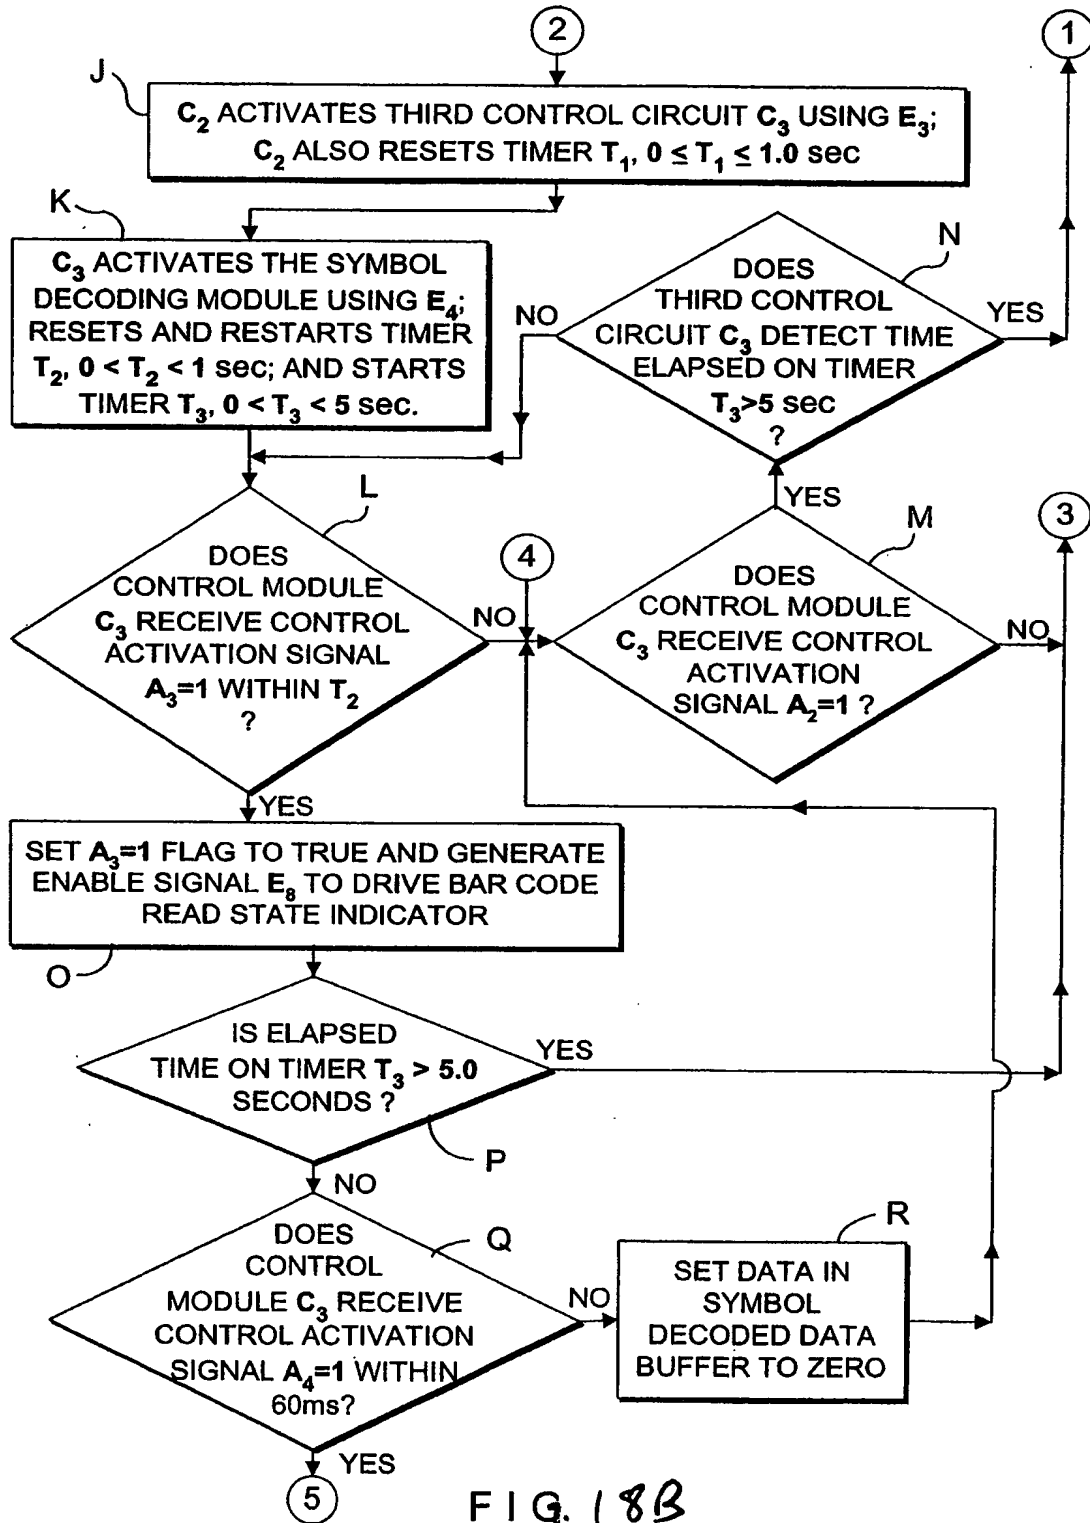 2
1
J
C₂ ACTIVATES THIRD CONTROL CIRCUIT C₃ USING E₃;
C₂ ALSO RESETS TIMER T₁, 0 ≤ T₁ ≤ 1.0 sec
K
C₃ ACTIVATES THE SYMBOL
DECODING MODULE USING E₄;
RESETS AND RESTARTS TIMER
T₂, 0 < T₂ < 1 sec; AND STARTS
TIMER T₃, 0 < T₃ < 5 sec.
N
DOES
THIRD CONTROL
CIRCUIT C₃ DETECT TIME
ELAPSED ON TIMER
T₃>5 sec
?
NO
YES
YES
L
DOES
CONTROL MODULE
C₃ RECEIVE CONTROL
ACTIVATION SIGNAL
A₃=1 WITHIN T₂
?
NO
YES
4
M
DOES
CONTROL MODULE
C₃ RECEIVE CONTROL
ACTIVATION
SIGNAL A₂=1 ?
NO
3
SET A₃=1 FLAG TO TRUE AND GENERATE
ENABLE SIGNAL E₈ TO DRIVE BAR CODE
READ STATE INDICATOR
O
IS ELAPSED
TIME ON TIMER T₃ > 5.0
SECONDS ?
YES
P
NO
DOES
CONTROL
MODULE C₃ RECEIVE
CONTROL ACTIVATION
SIGNAL A₄=1 WITHIN
60ms?
Q
NO
R
SET DATA IN
SYMBOL
DECODED DATA
BUFFER TO ZERO
YES
5
FIG. 18B